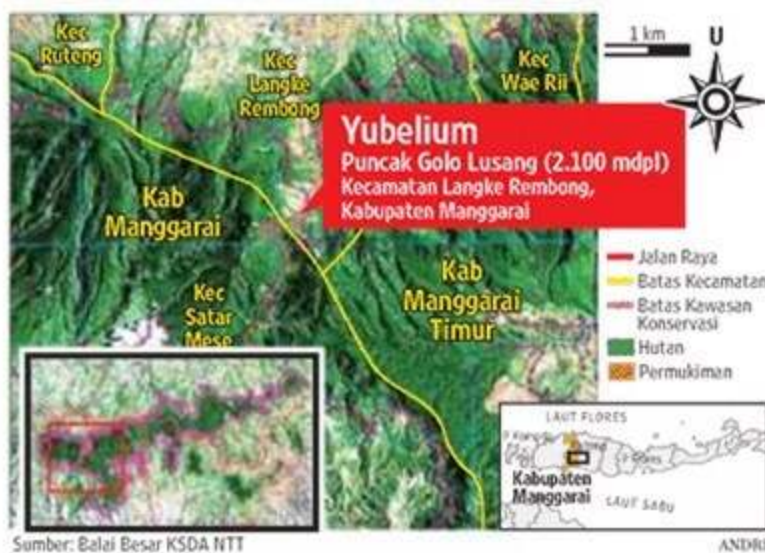 Kec
Ruteng
Kec
Langke
Rembong
Kec
Wae Rii
1 km
U
Yubelium
Puncak Golo Lusang (2.100 mdpl)
Kecamatan Langke Rembong,
Kabupaten Manggarai
Kab
Manggarai
Kec
Satar
Mese
Kab
Manggarai
Timur
Jalan Raya
Batas Kecamatan
Batas Kawasan
Konservasi
Hutan
Permukiman
LAUT FLORES
Kabupaten
Manggarai
LAUT SABU
Sumber: Balai Besar KSDA NTT
ANDRI